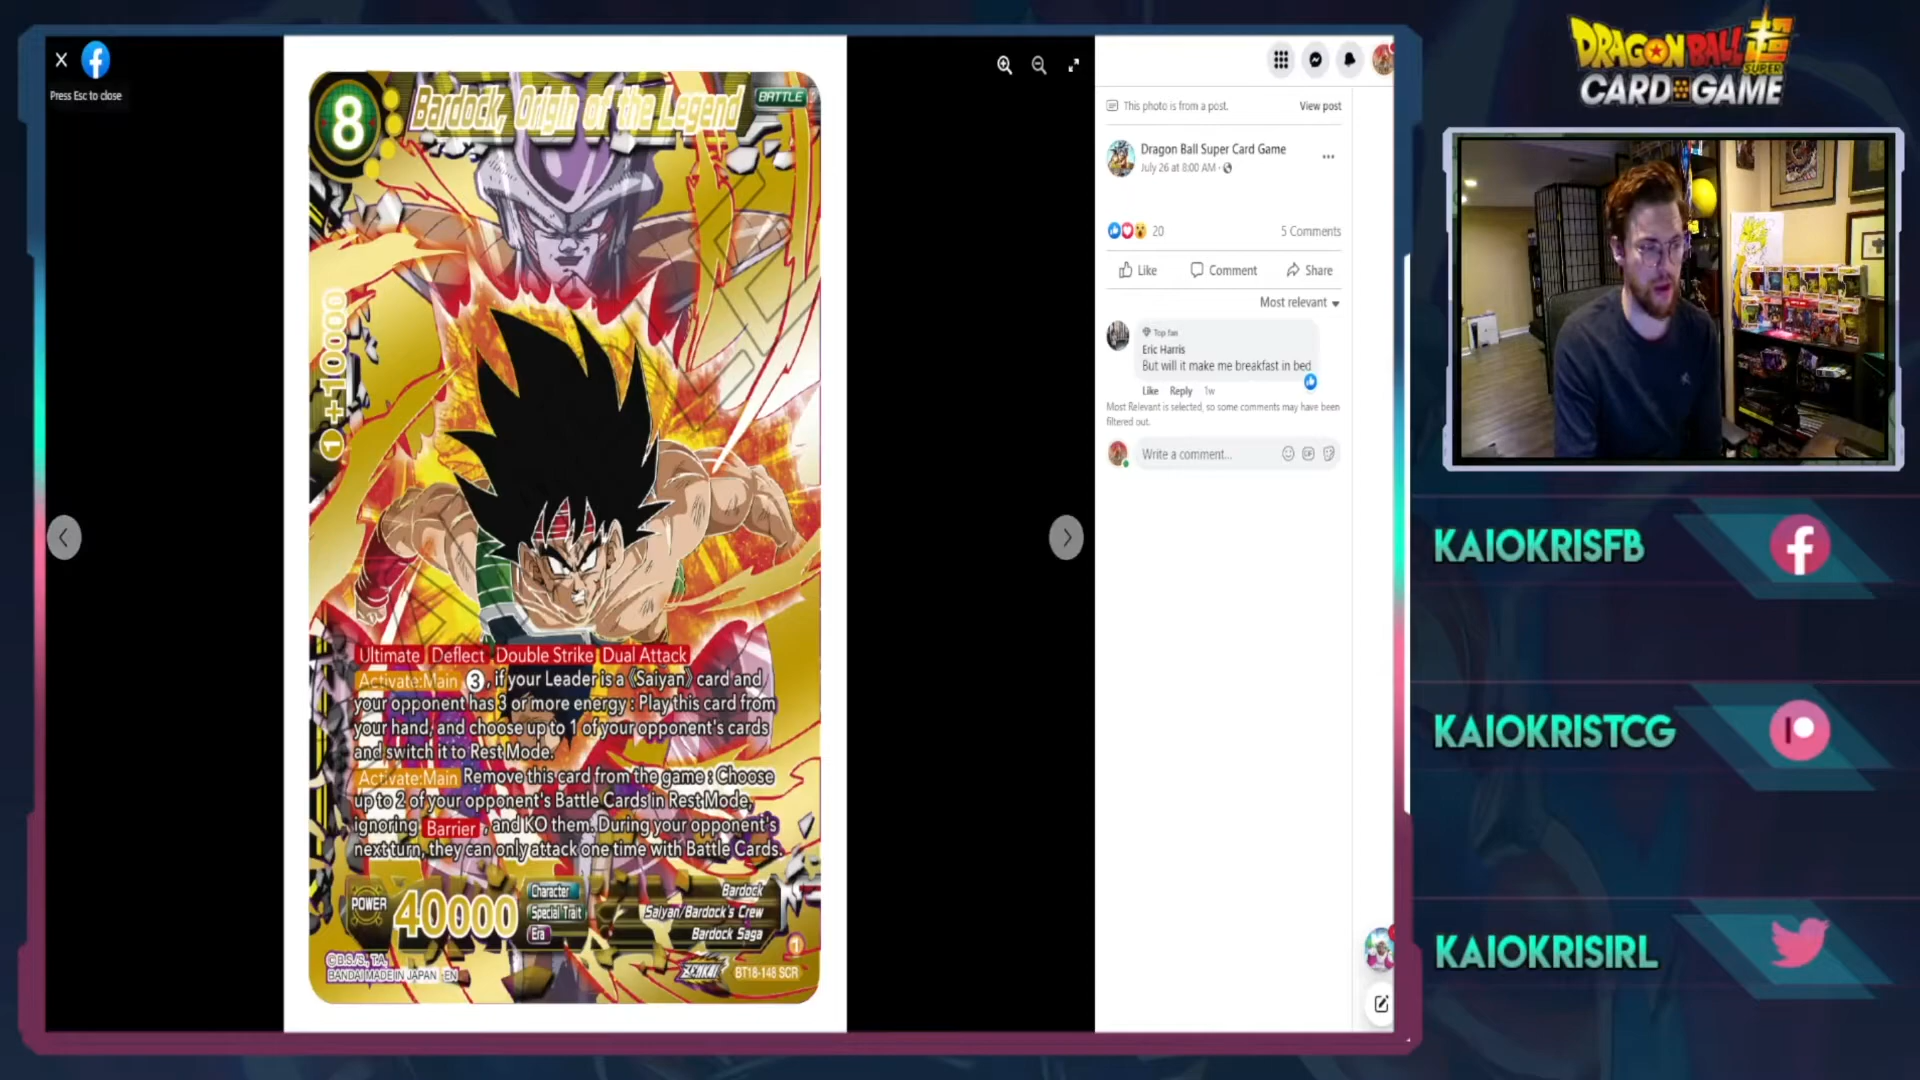 Press Esc to close
8
Bardock, Origin of the Legend
BATTLE
1 +10000
Ultimate Deflect Double Strike Dual Attack
Activate:Main 3, if your Leader is a 《Saiyan》 card and
your opponent has 3 or more energy : Play this card from
your hand, and choose up to 1 of your opponent's cards
and switch it to Rest Mode.
Activate:Main Remove this card from the game : Choose
up to 2 of your opponent's Battle Cards in Rest Mode,
ignoring Barrier, and KO them. During your opponent's
next turn, they can only attack one time with Battle Cards.
POWER 40000
Character Bardock
Special Trait Saiyan/Bardock's Crew
Era Bardock Saga
©B.S./S., T.A.
BANDAI MADE IN JAPAN EN
ZENKAI
BT18-148 SCR
1
This photo is from a post. View post
Dragon Ball Super Card Game
July 26 at 8:00 AM ·
20 5 Comments
Like Comment Share
Most relevant
Top fan
Eric Harris
But will it make me breakfast in bed
Like Reply 1w
Most Relevant is selected, so some comments may have been
filtered out.
Write a comment...
DRAGON BALL 超
SUPER
CARD GAME
KAIOKRISFB
KAIOKRISTCG
KAIOKRISIRL